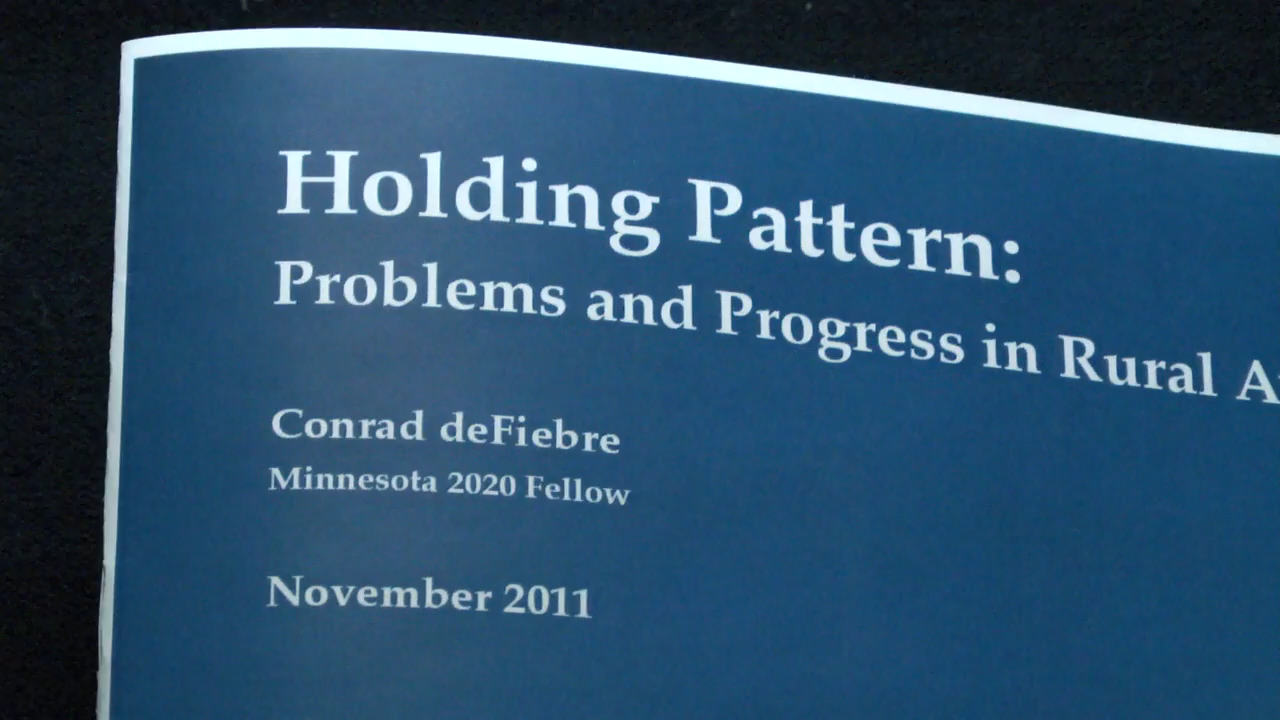 Holding Pattern:
Problems and Progress in Rural
Conrad deFiebre
Minnesota 2020 Fellow
November 2011